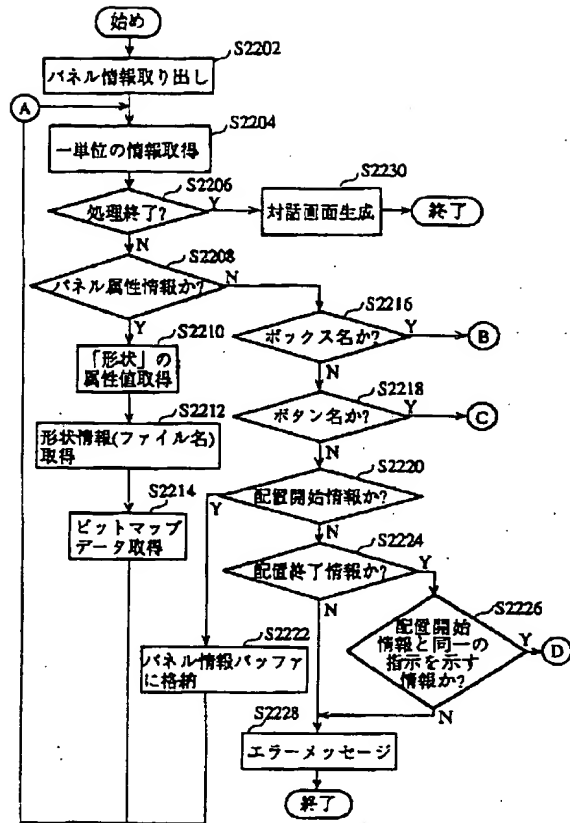 始め
S2202
パネル情報取り出し
A
S2204
一単位の情報取得
S2206
処理終了?
Y
S2230
対話画面生成
終了
N
S2208
パネル属性情報か?
N
Y
S2216
ボックス名か?
Y
B
N
S2210
「形状」の
属性値取得
S2218
ボタン名か?
Y
C
N
S2212
形状情報(ファイル名)
取得
S2220
配置開始情報か?
Y
N
S2214
ビットマップ
データ取得
S2224
配置終了情報か?
Y
N
S2226
配置開始
情報と同一の
指示を示す
情報か?
Y
D
N
S2222
パネル情報バッファ
に格納
S2228
エラーメッセージ
終了